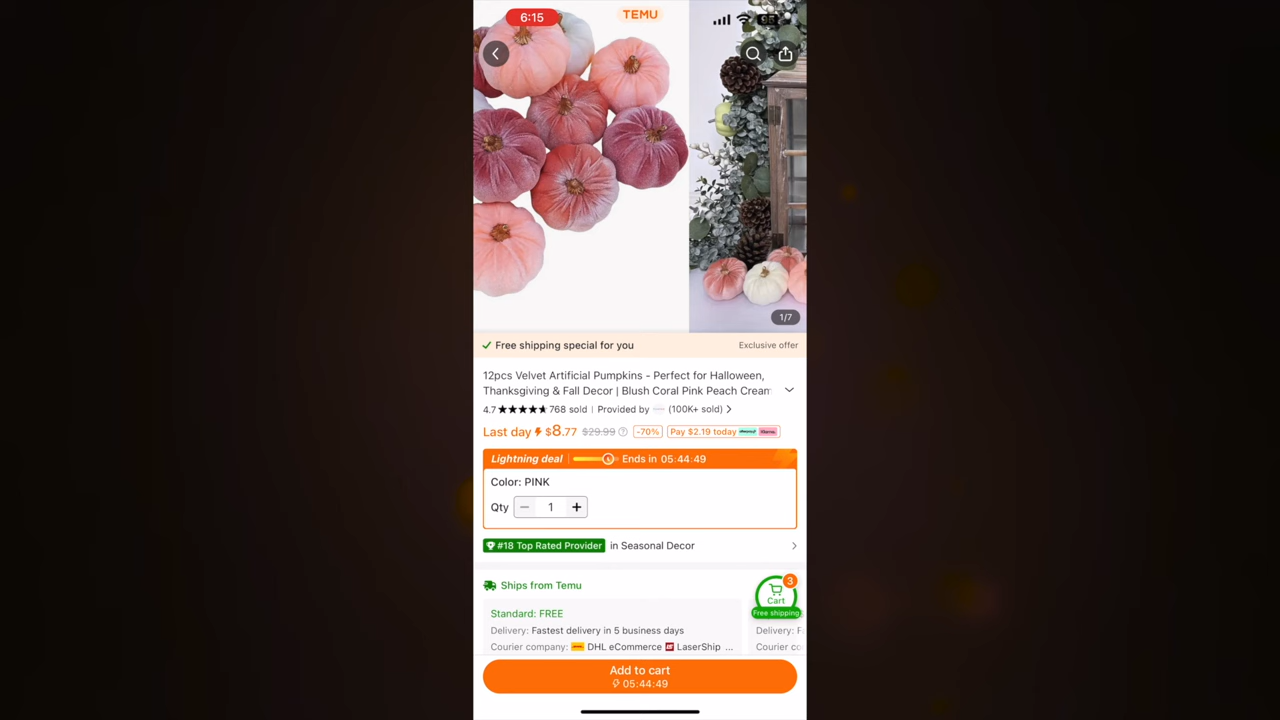 6:15
TEMU
1/7
Free shipping special for you
Exclusive offer
12pcs Velvet Artificial Pumpkins - Perfect for Halloween,
Thanksgiving & Fall Decor | Blush Coral Pink Peach Cream
4.7 ★★★★★ 768 sold | Provided by (100K+ sold) >
Last day $8.77 $29.99 -70% Pay $2.19 today Klarna.
Lightning deal | Ends in 05:44:49
Color: PINK
Qty − 1 +
#18 Top Rated Provider in Seasonal Decor
Ships from Temu
3
Cart
Free shipping
Standard: FREE
Delivery: Fastest delivery in 5 business days
Delivery: F
Courier company: DHL eCommerce LaserShip ...
Courier co
Add to cart
05:44:49